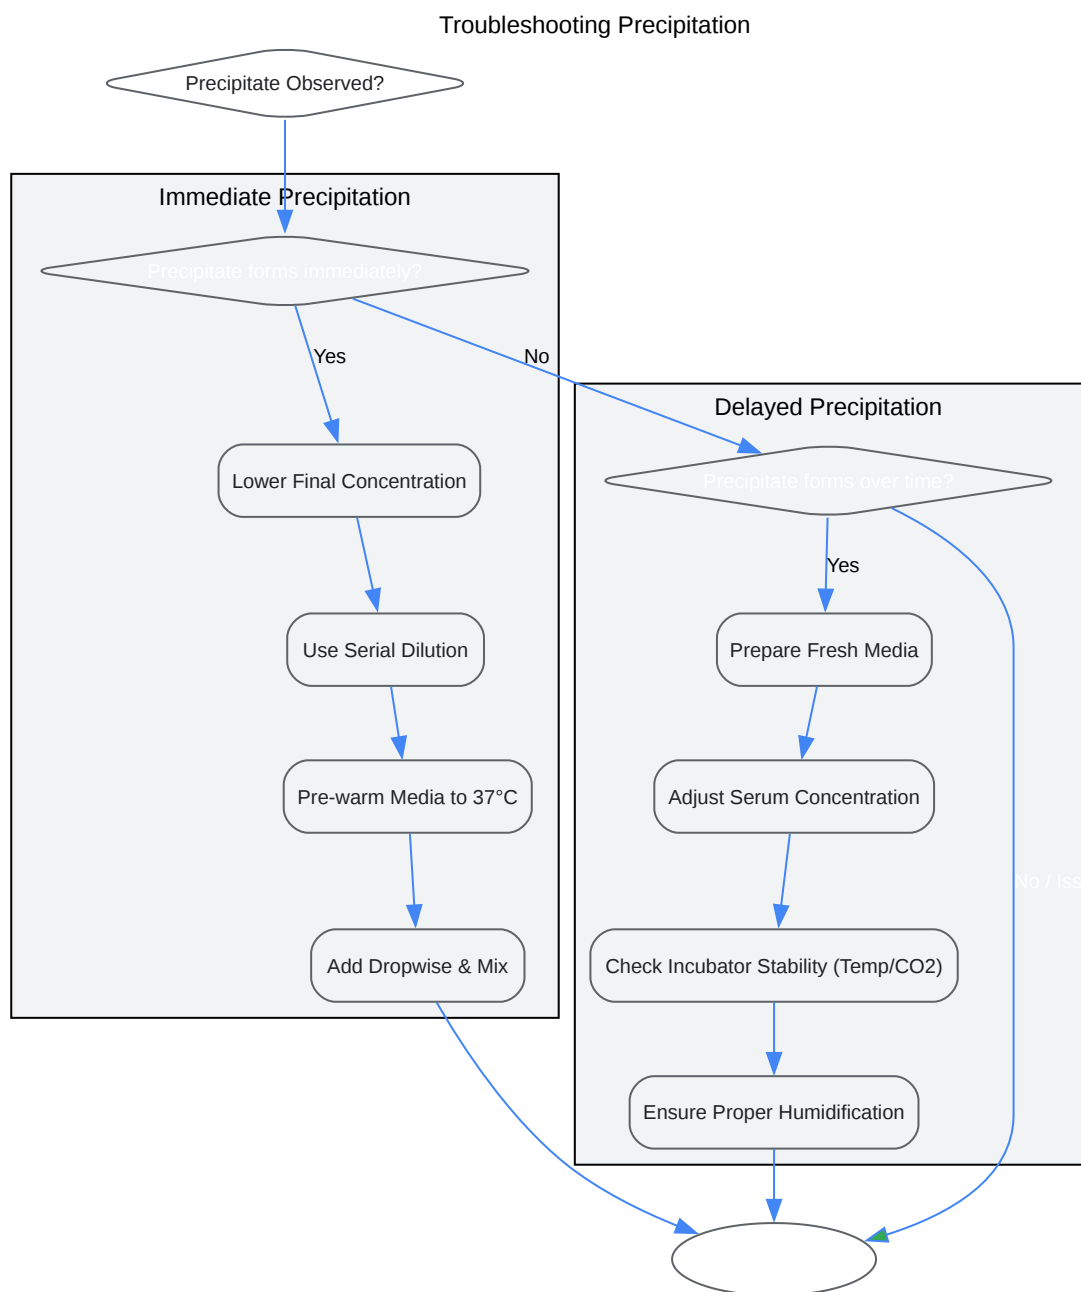 Troubleshooting Precipitation
Precipitate Observed?
Immediate Precipitation
Precipitate forms immediately?
Yes
No
Delayed Precipitation
Precipitate forms over time?
Lower Final Concentration
Yes
Use Serial Dilution
Prepare Fresh Media
Pre-warm Media to 37°C
Adjust Serum Concentration
No / Iss
Add Dropwise & Mix
Check Incubator Stability (Temp/CO2)
Ensure Proper Humidification